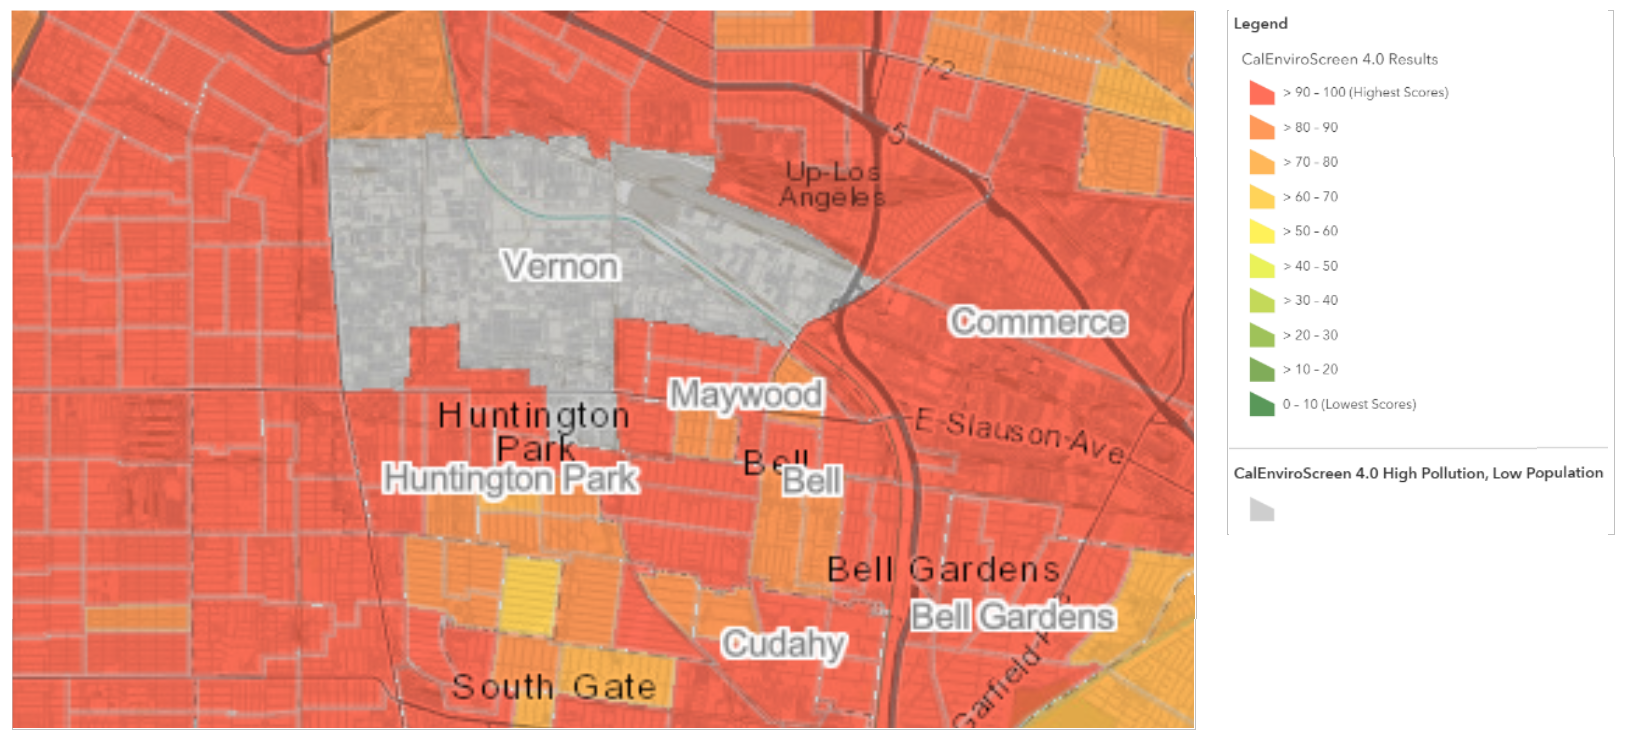 72
5
Up-Los
Angeles
Vernon
Commerce
Maywood
Huntington
Park
E-Slauson-Ave
Bell
Huntington Park
Bell
Bell Gardens
Bell Gardens
Cudahy
South Gate
Legend
CalEnviroScreen 4.0 Results
> 90 - 100 (Highest Scores)
> 80 - 90
> 70 - 80
> 60 - 70
> 50 - 60
> 40 - 50
> 30 - 40
> 20 - 30
> 10 - 20
0 - 10 (Lowest Scores)
CalEnviroScreen 4.0 High Pollution, Low Population